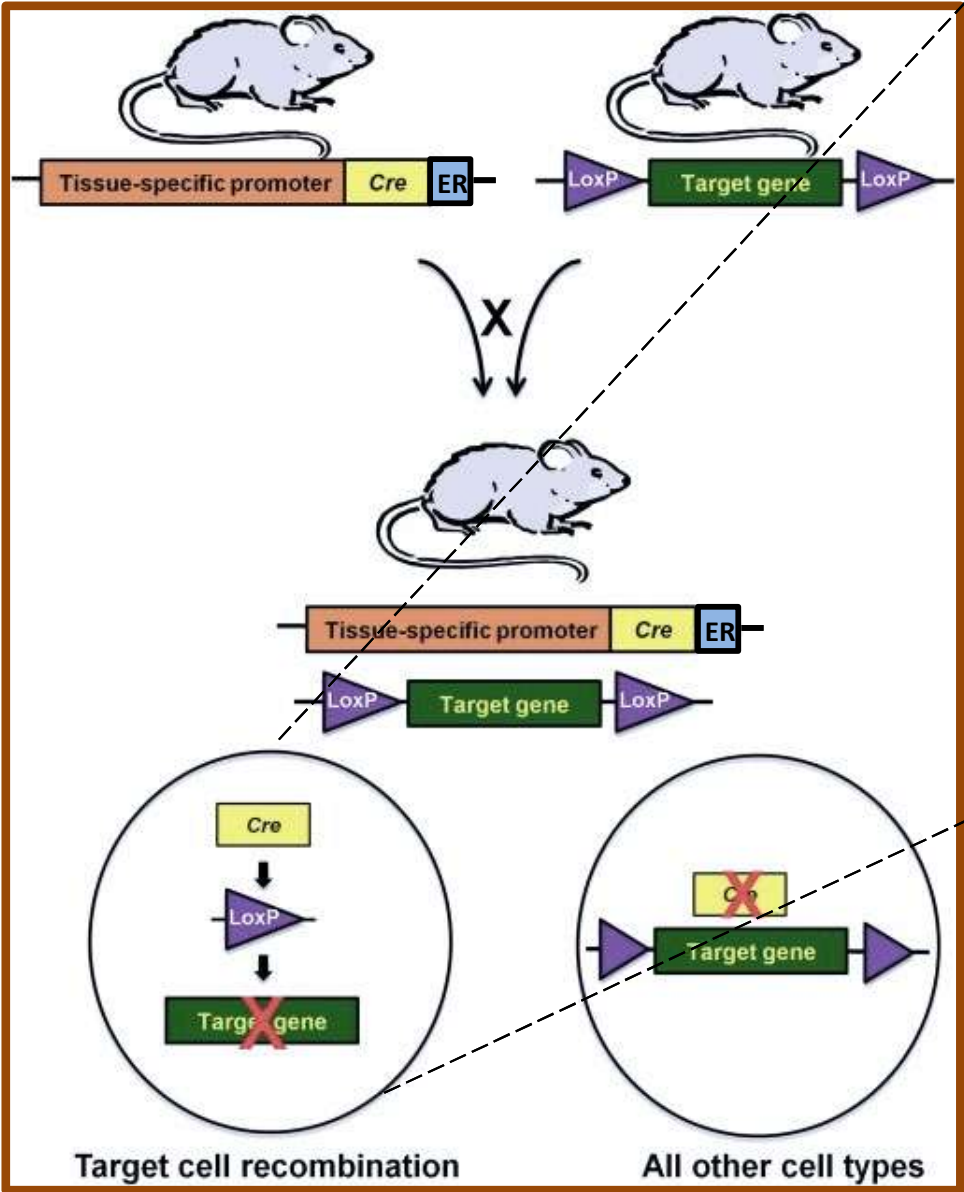 Tissue-specific promoter Cre ER
LoxP Target gene LoxP
X
Tissue-specific promoter Cre ER
LoxP Target gene LoxP
Cre
LoxP
Target gene
Cre
Target gene
Target cell recombination
All other cell types